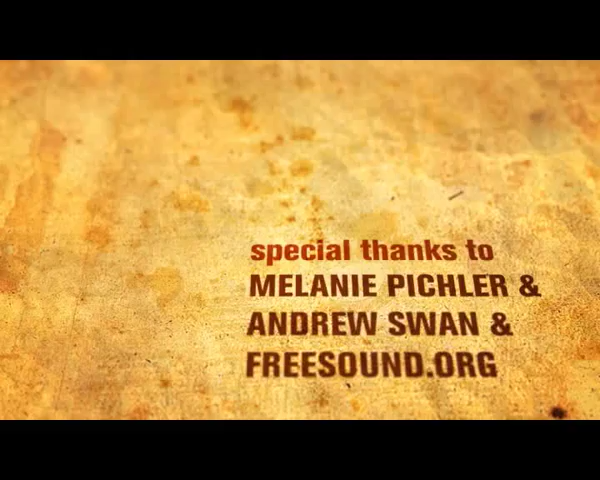 special thanks to
MELANIE PICHLER &
ANDREW SWAN &
FREESOUND.ORG